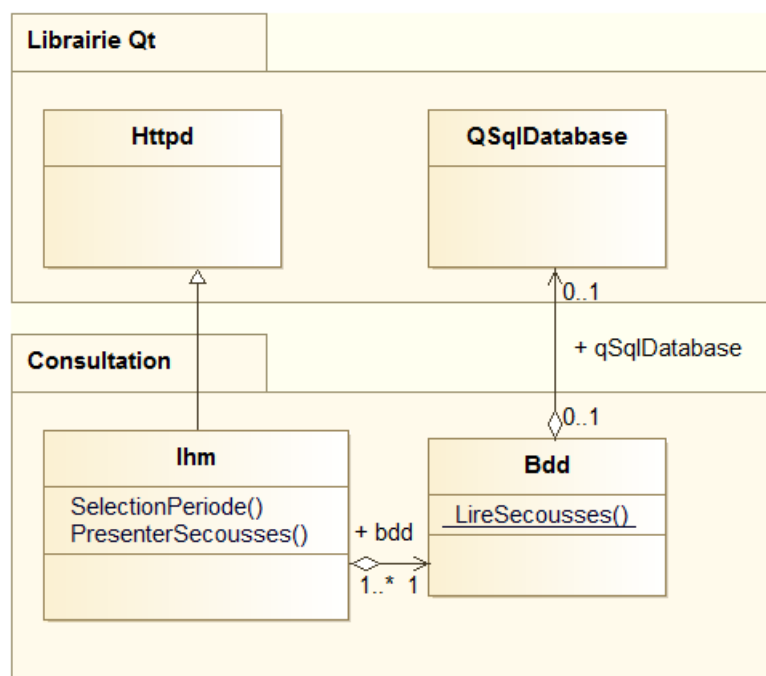 Librairie Qt
Httpd
QSqlDatabase
0..1
+ qSqlDatabase
Consultation
0..1
Ihm
SelectionPeriode()
PresenterSecousses()
Bdd
LireSecousses()
+ bdd
1..* 1